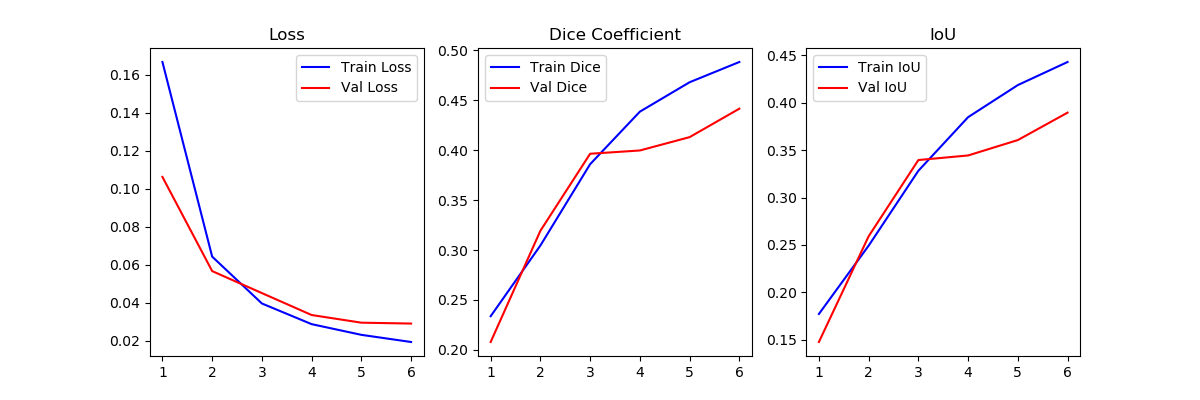 Loss
Train Loss
Val Loss
0.16
0.14
0.12
0.10
0.08
0.06
0.04
0.02
1 2 3 4 5 6
Dice Coefficient
Train Dice
Val Dice
0.50
0.45
0.40
0.35
0.30
0.25
0.20
1 2 3 4 5 6
IoU
Train IoU
Val IoU
0.45
0.40
0.35
0.30
0.25
0.20
0.15
1 2 3 4 5 6